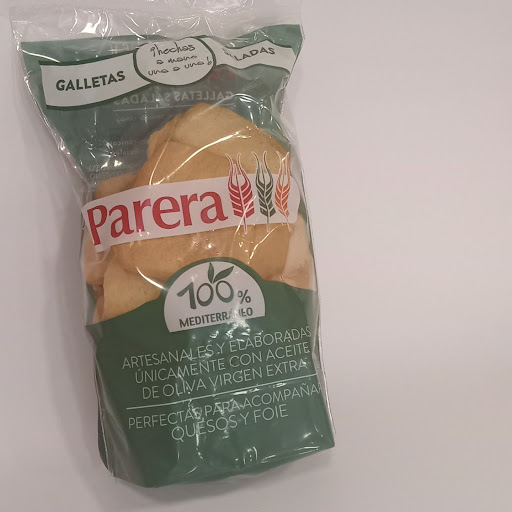 GALLETAS
¡hechas
a mano
una a una!
SALADAS
GALLETAS SALADAS
Parera
100%
MEDITERRÁNEO
ARTESANALES Y ELABORADAS
ÚNICAMENTE CON ACEITE
DE OLIVA VIRGEN EXTRA
PERFECTAS PARA ACOMPAÑAR
QUESOS Y FOIE